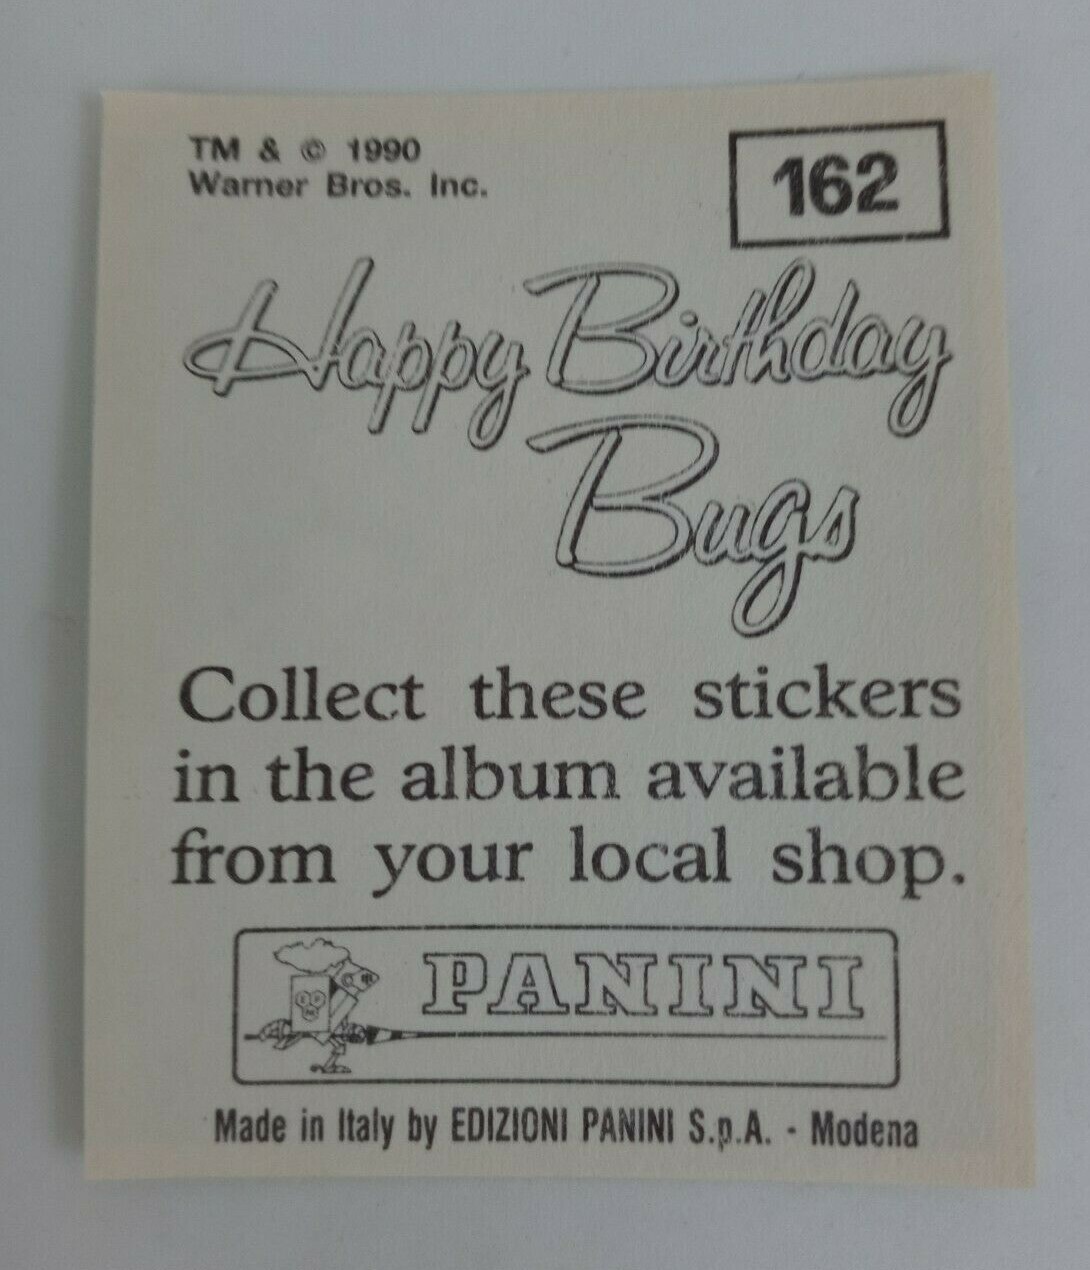 TM & © 1990
Warner Bros. Inc.
162
Happy Birthday
Bugs
Collect these stickers
in the album available
from your local shop.
PANINI
Made in Italy by EDIZIONI PANINI S.p.A. - Modena